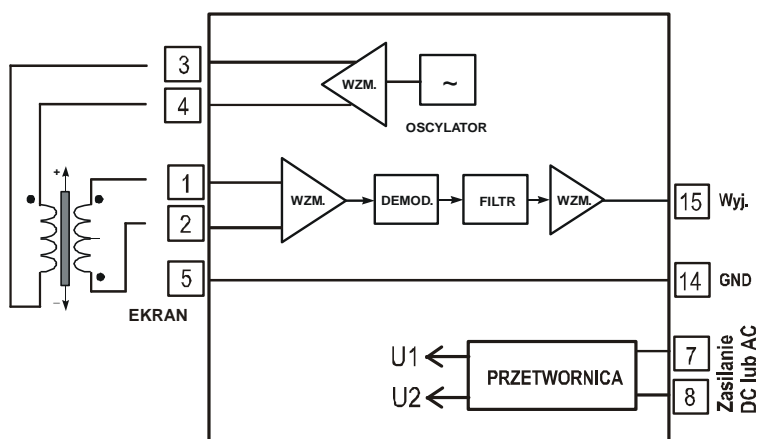 3
WZM.
~
4
OSCYLATOR
+
1
WZM.
DEMOD.
FILTR
WZM.
15 Wyj.
2
–
5
EKRAN
14 GND
U1
U2
PRZETWORNICA
7
8
Zasilanie
DC lub AC